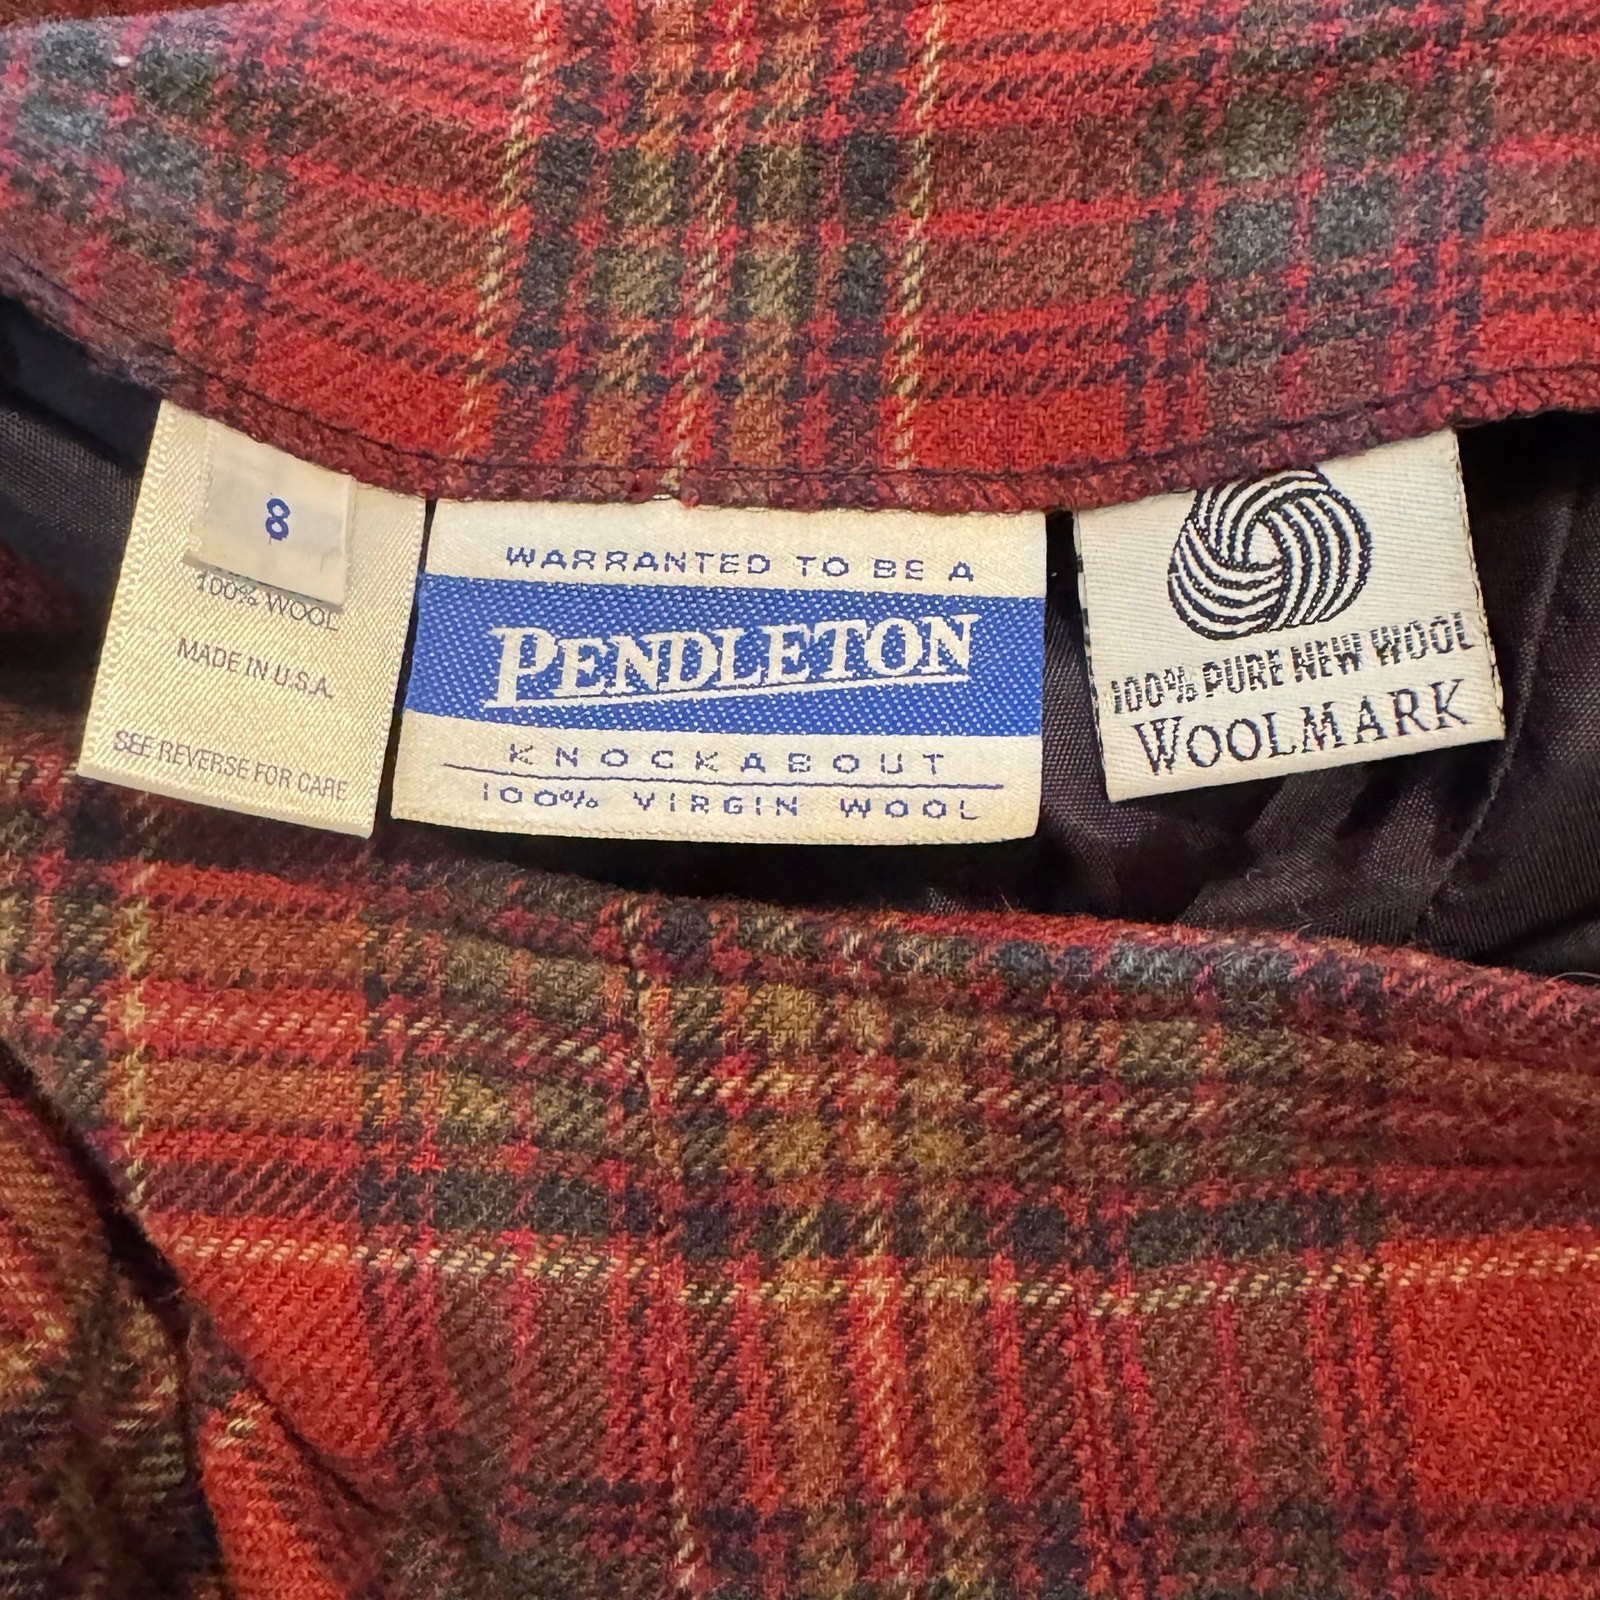 8
100% WOOL
MADE IN U.S.A.
SEE REVERSE FOR CARE
WARRANTED TO BE A
PENDLETON
KNOCKABOUT
100% VIRGIN WOOL
100% PURE NEW WOOL
WOOLMARK